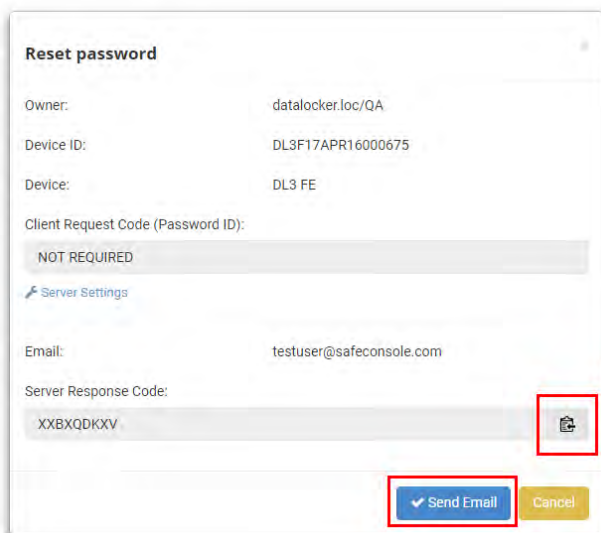 Reset password
Owner: datalocker.loc/QA
Device ID: DL3F17APR16000675
Device: DL3 FE
Client Request Code (Password ID):
NOT REQUIRED
Server Settings
Email: testuser@safeconsole.com
Server Response Code:
XXBXQDKXV
Send Email Cancel